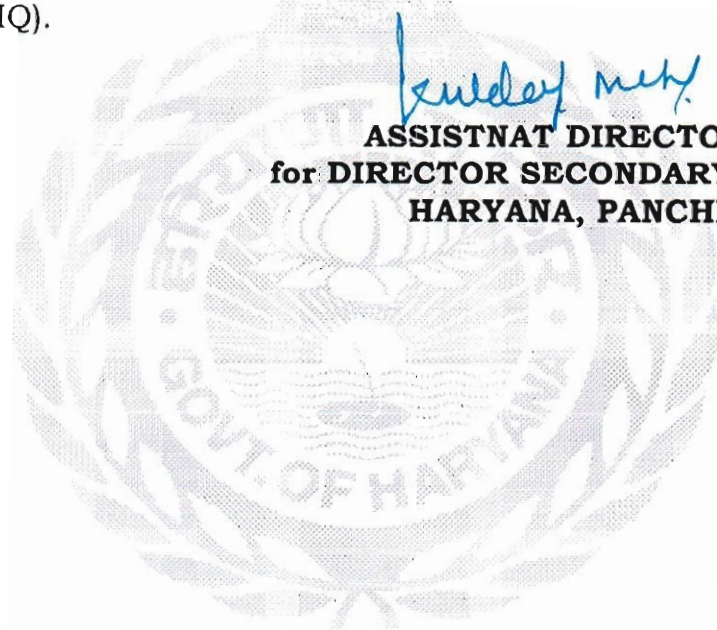 IQ).
ASSISTNAT DIRECTO
for DIRECTOR SECONDARY
HARYANA, PANCH
GOVT. OF HARYANA